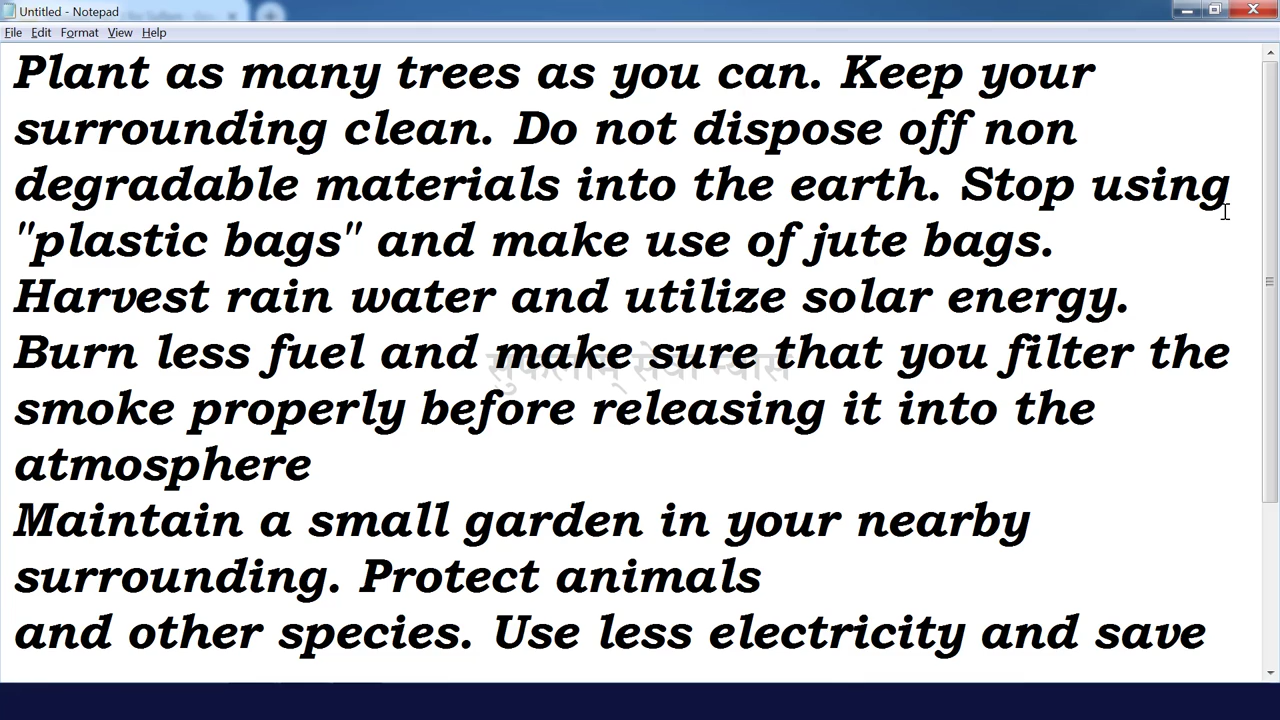 Untitled - Notepad
File Edit Format View Help
Plant as many trees as you can. Keep your
surrounding clean. Do not dispose off non
degradable materials into the earth. Stop using
"plastic bags" and make use of jute bags.
Harvest rain water and utilize solar energy.
Burn less fuel and make sure that you filter the
सुफलाम् सेवा न्यास
smoke properly before releasing it into the
atmosphere
Maintain a small garden in your nearby
surrounding. Protect animals
and other species. Use less electricity and save